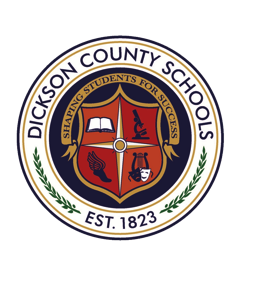 DICKSON COUNTY SCHOOLS
SHAPING STUDENTS FOR SUCCESS
EST. 1823